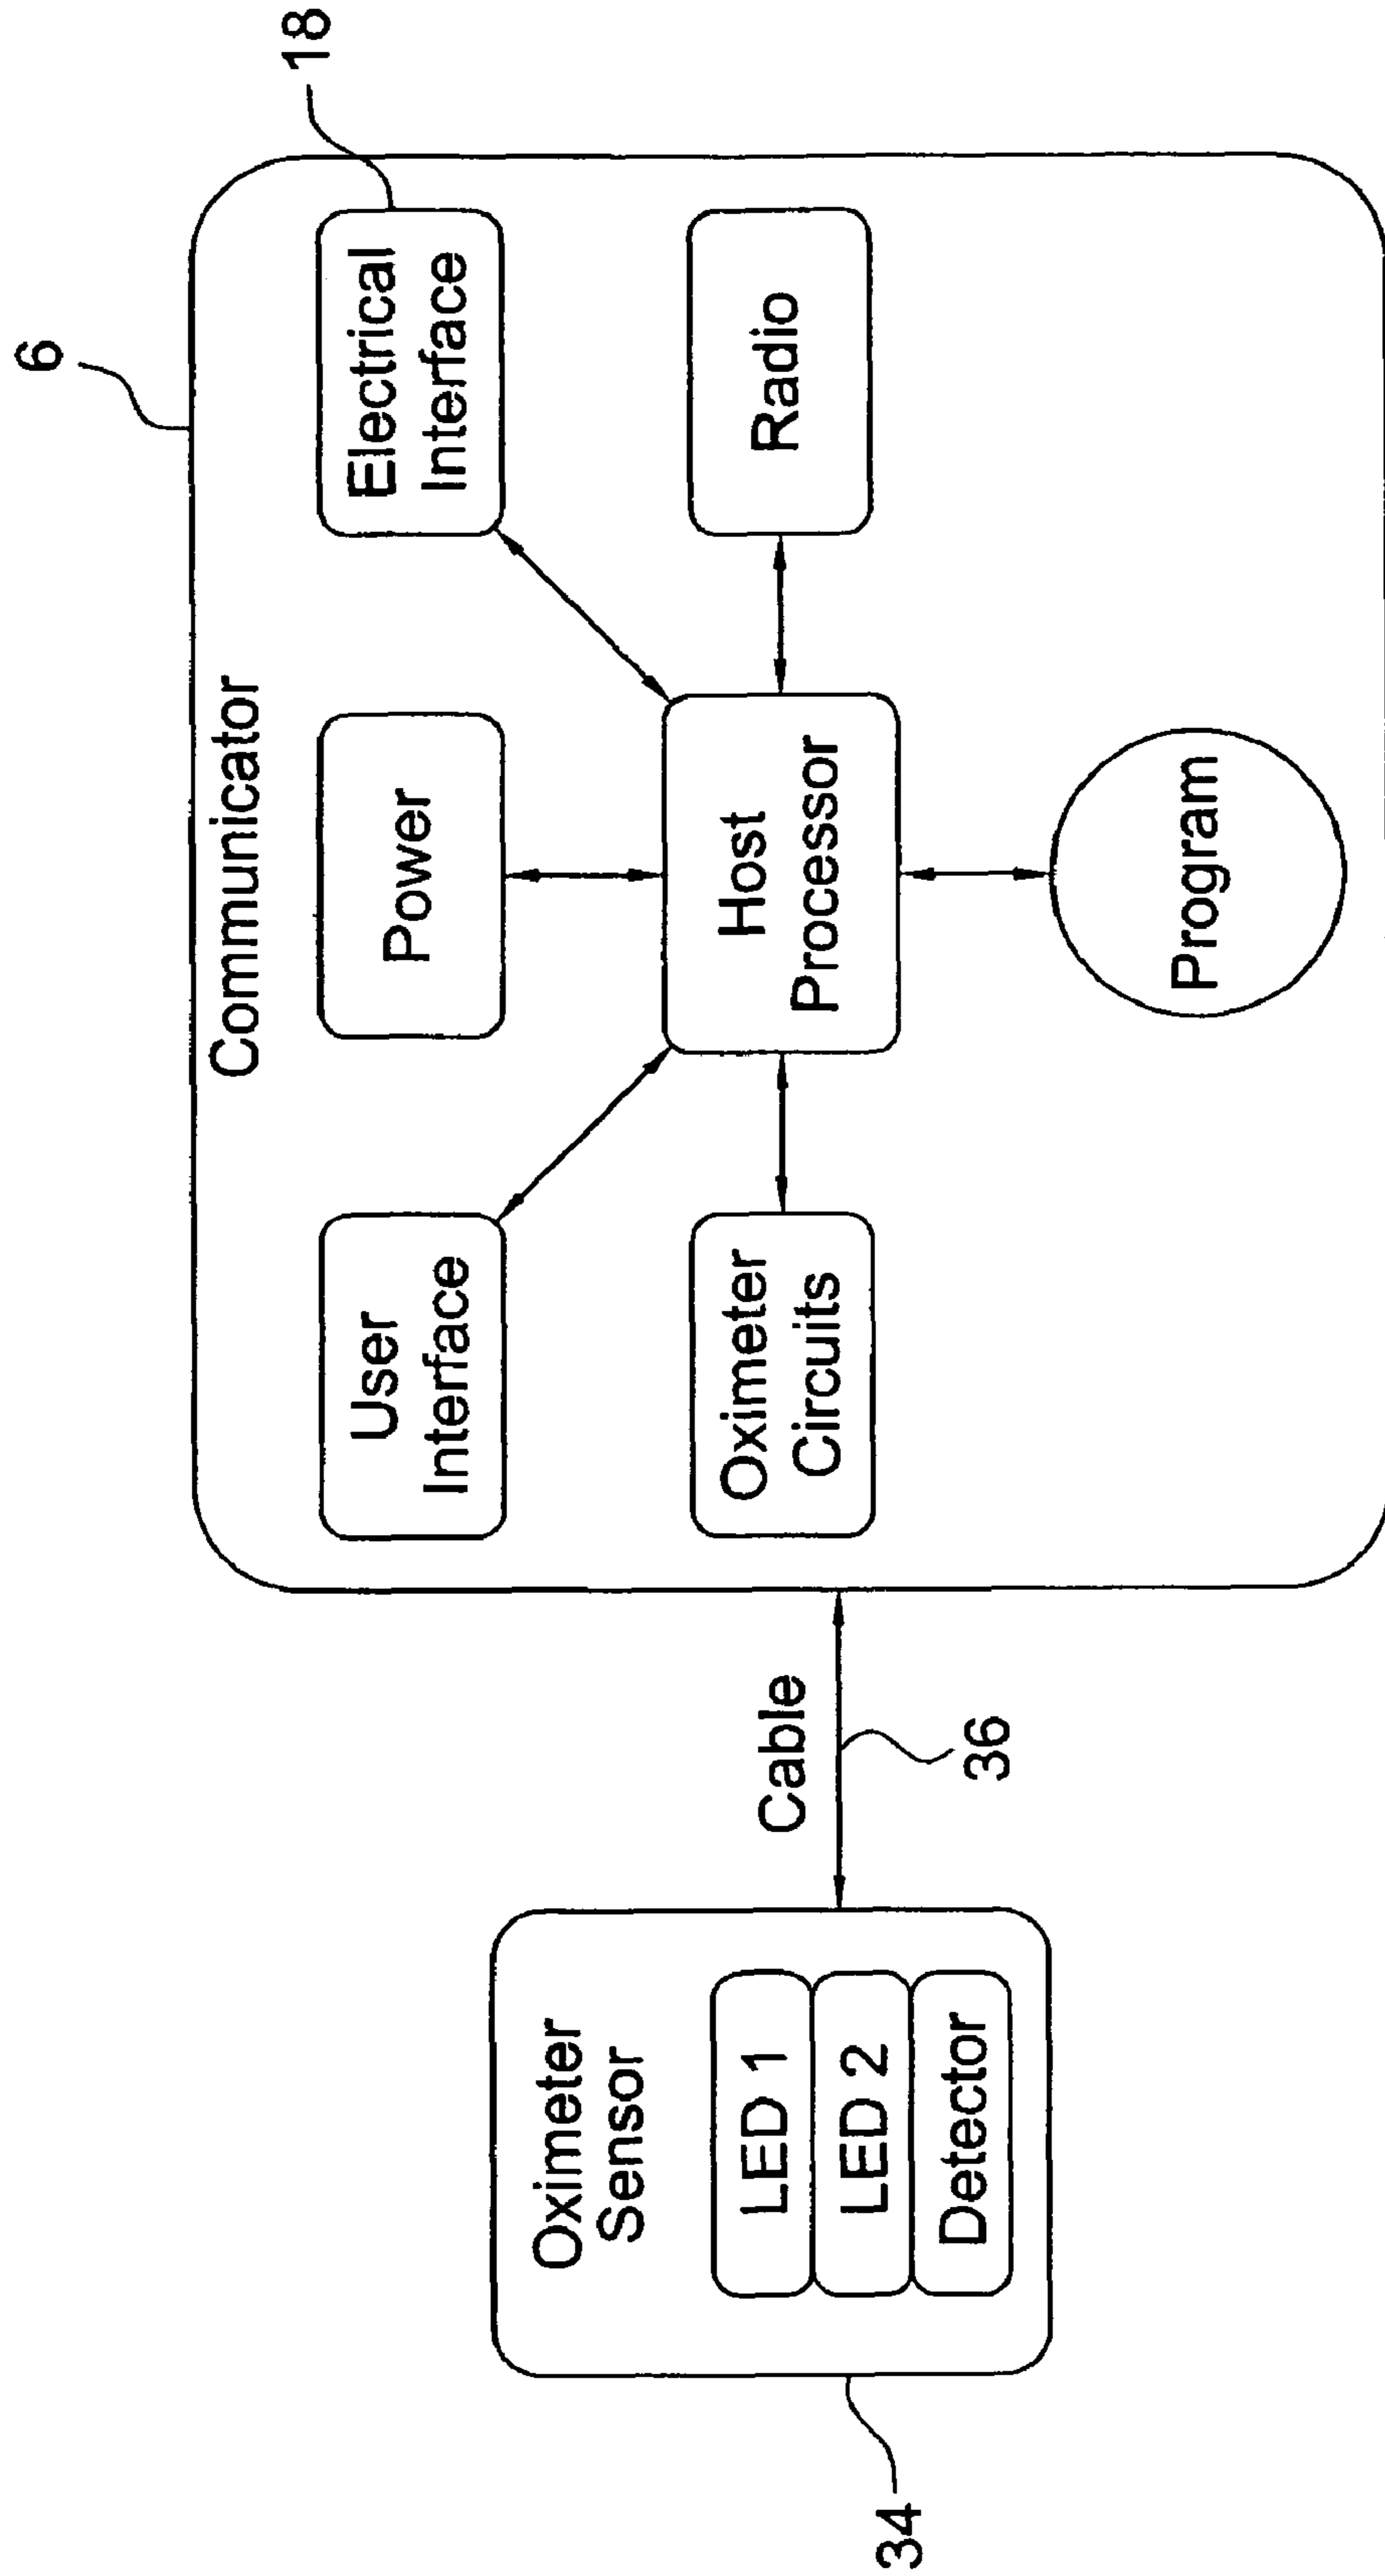 6
Communicator
18
User
Interface
Power
Electrical
Interface
Oximeter
Circuits
Host
Processor
Radio
Program
Cable
36
Oximeter
Sensor
LED 1
LED 2
Detector
34